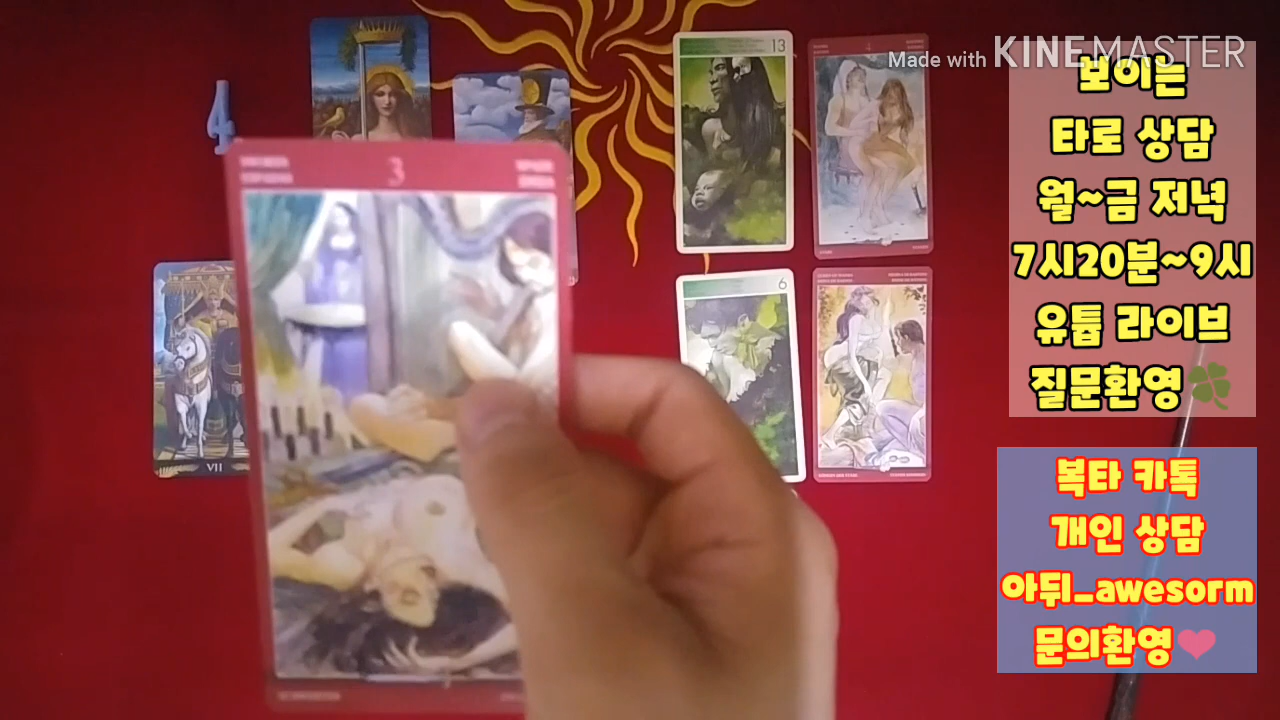 Made with KINEMASTER
보이는
타로 상담
월~금 저녁
7시20분~9시
유튭 라이브
질문환영🍀
복타 카톡
개인 상담
아뒤_awesorm
문의환영❤
4
13
4
3
6
VII